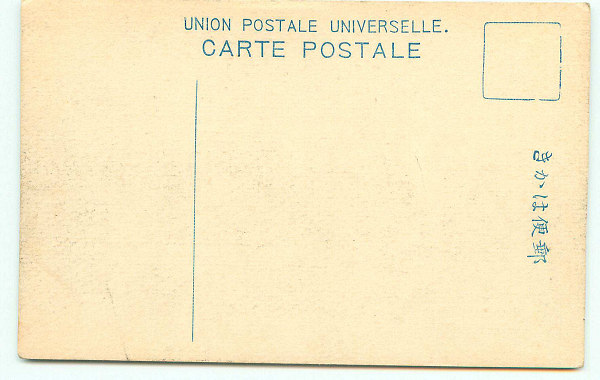 UNION POSTALE UNIVERSELLE.
CARTE POSTALE
きかは便郵